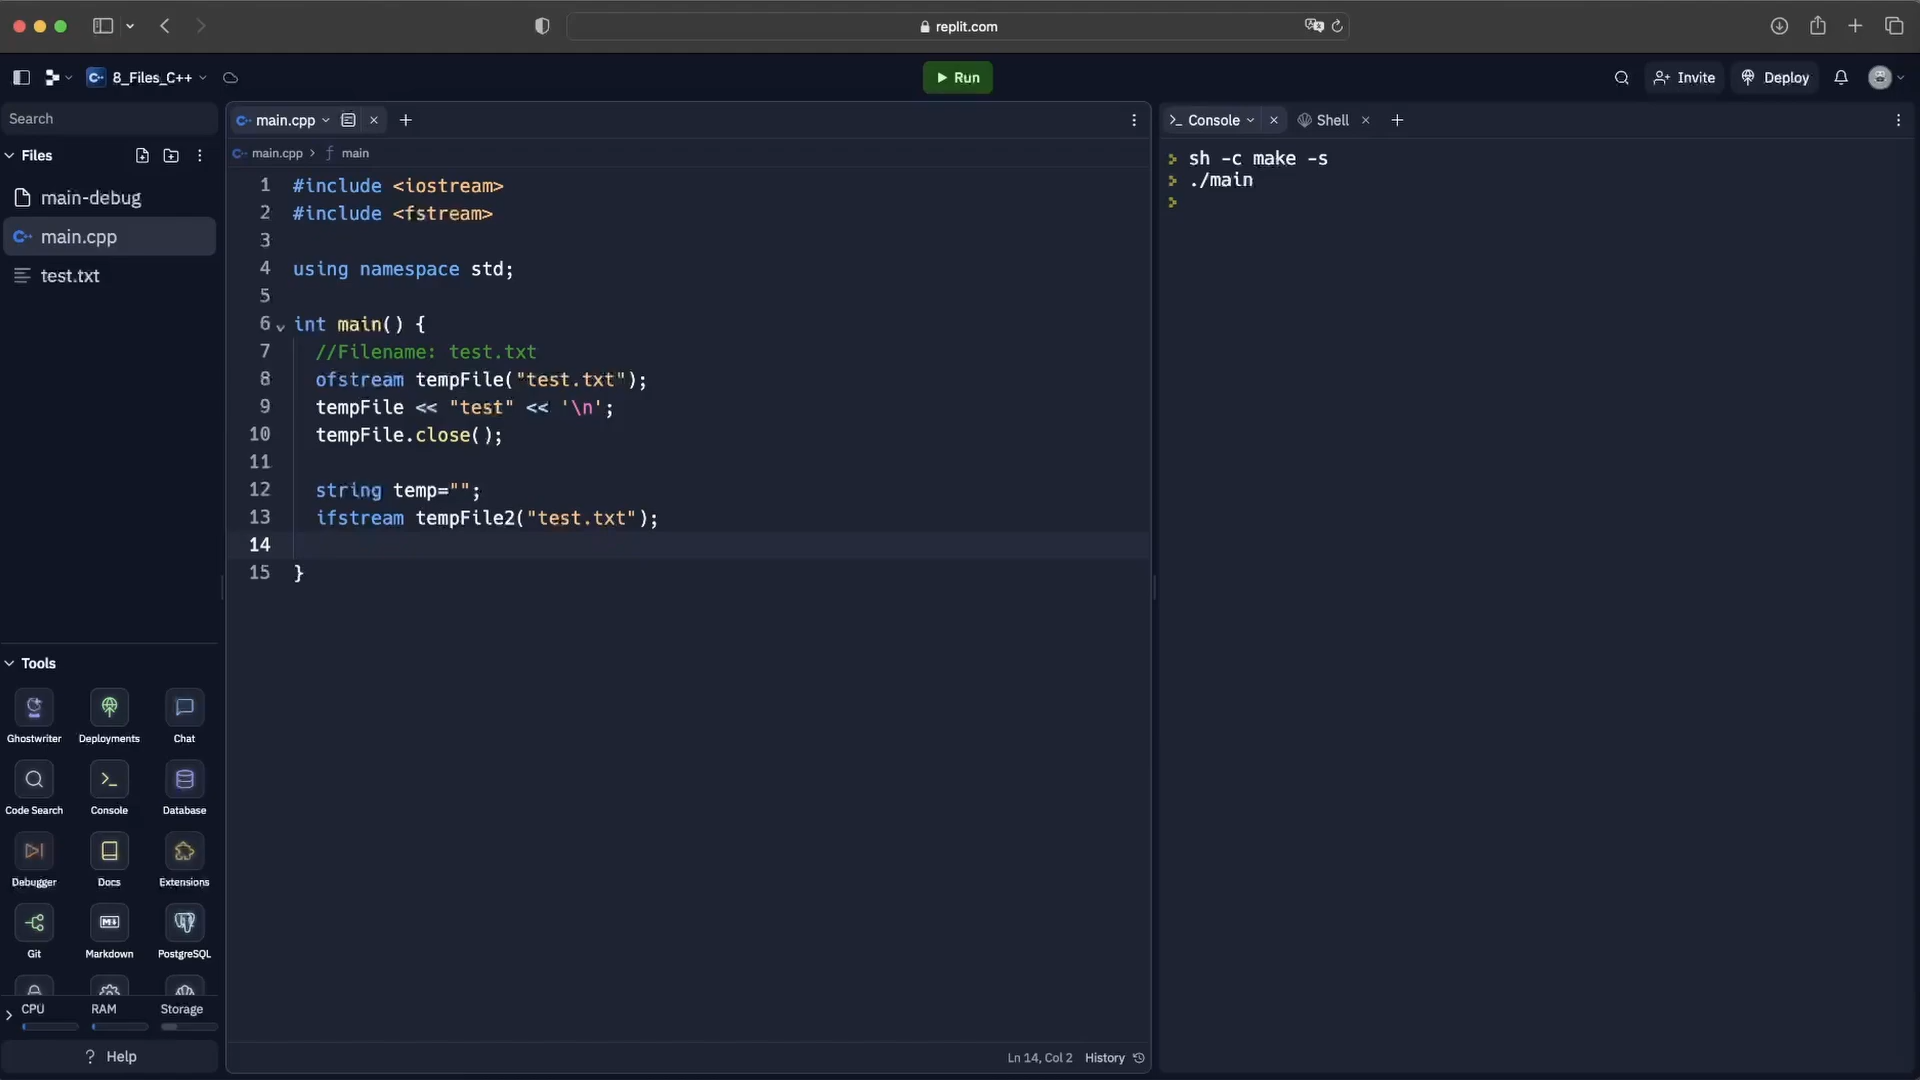 replit.com
8_Files_C++
Run
Invite
Deploy
Search
Files
main-debug
main.cpp
test.txt
main.cpp
main.cpp > ƒ main
1 #include <iostream>
2 #include <fstream>
3
4 using namespace std;
5
6 int main() {
7 //Filename: test.txt
8 ofstream tempFile("test.txt");
9 tempFile << "test" << '\n';
10 tempFile.close();
11
12 string temp="";
13 ifstream tempFile2("test.txt");
14
15 }
Ln 14, Col 2 History
Console
Shell
sh -c make -s
./main
Tools
Ghostwriter Deployments Chat
Code Search Console Database
Debugger Docs Extensions
Git Markdown PostgreSQL
CPU RAM Storage
? Help